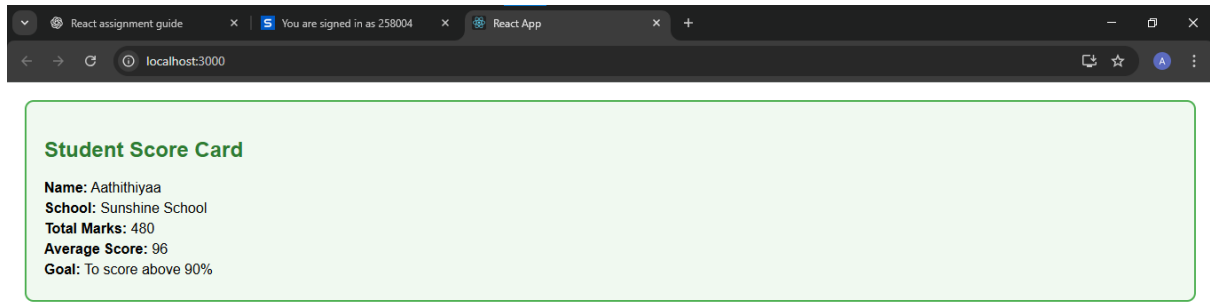 React assignment guide
S You are signed in as 258004
React App
localhost:3000
A
Student Score Card
Name: Aathithiyaa
School: Sunshine School
Total Marks: 480
Average Score: 96
Goal: To score above 90%